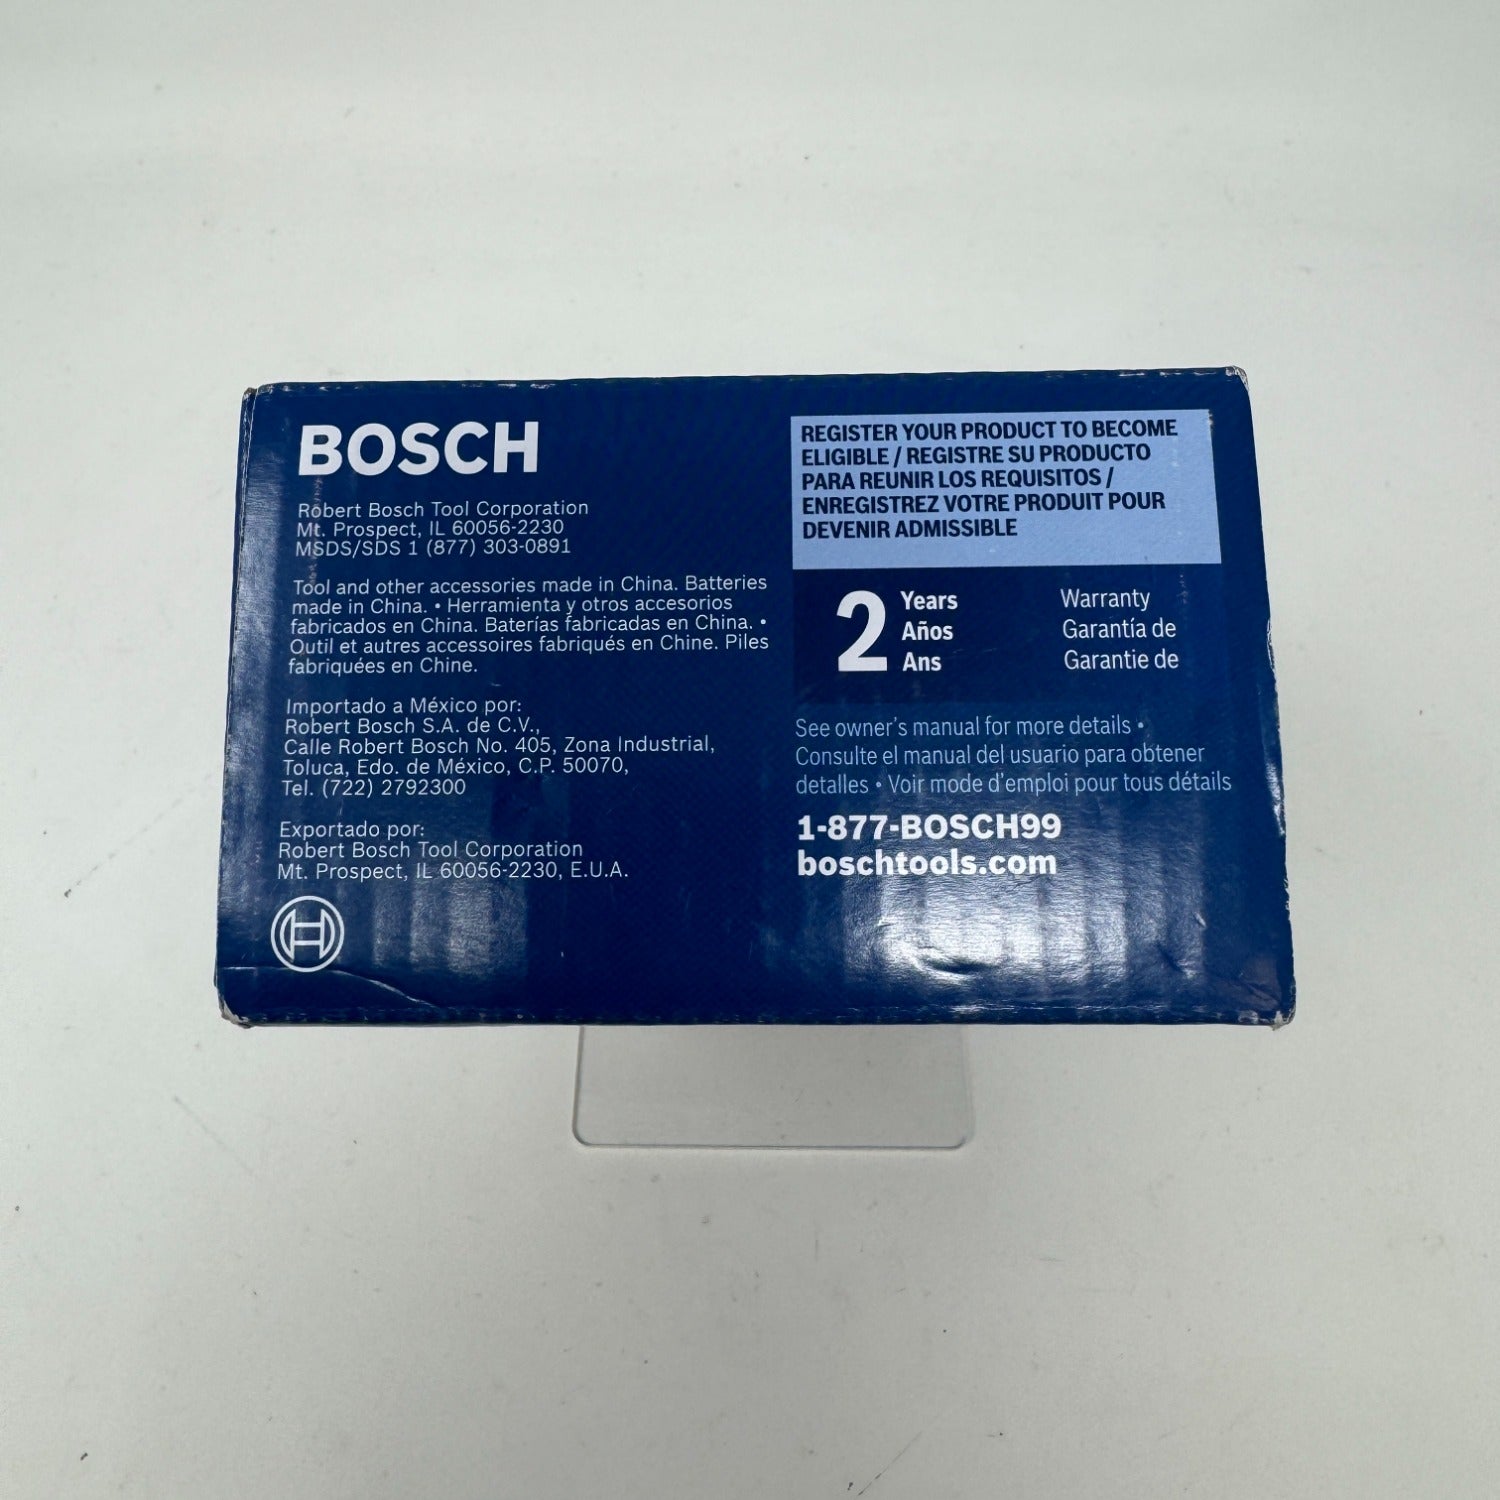 BOSCH
Robert Bosch Tool Corporation
Mt. Prospect, IL 60056-2230
MSDS/SDS 1 (877) 303-0891
Tool and other accessories made in China. Batteries
made in China. • Herramienta y otros accesorios
fabricados en China. Baterías fabricadas en China. •
Outil et autres accessoires fabriqués en Chine. Piles
fabriquées en Chine.
Importado a México por:
Robert Bosch S.A. de C.V.,
Calle Robert Bosch No. 405, Zona Industrial,
Toluca, Edo. de México, C.P. 50070,
Tel. (722) 2792300
Exportado por:
Robert Bosch Tool Corporation
Mt. Prospect, IL 60056-2230, E.U.A.
REGISTER YOUR PRODUCT TO BECOME
ELIGIBLE / REGISTRE SU PRODUCTO
PARA REUNIR LOS REQUISITOS /
ENREGISTREZ VOTRE PRODUIT POUR
DEVENIR ADMISSIBLE
2
Years Warranty
Años Garantía de
Ans Garantie de
See owner's manual for more details •
Consulte el manual del usuario para obtener
detalles • Voir mode d'emploi pour tous détails
1-877-BOSCH99
boschtools.com